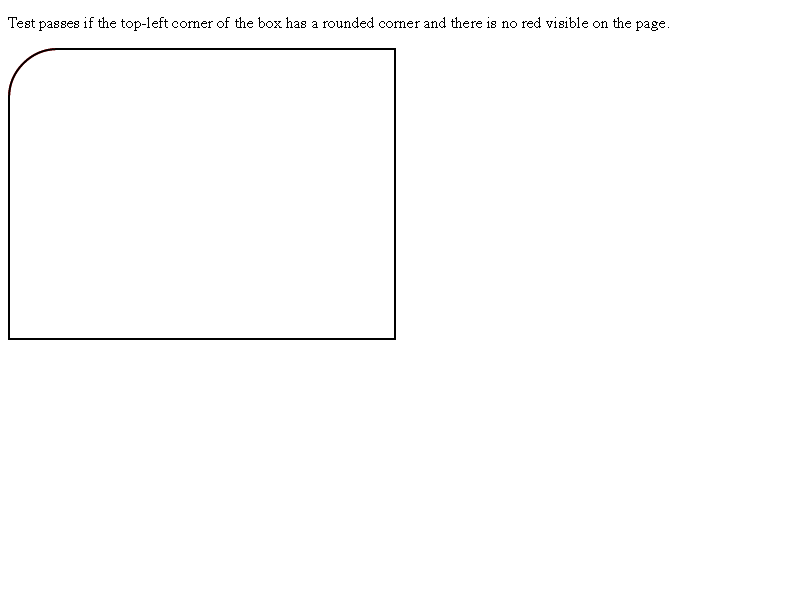 Test passes if the top-left corner of the box has a rounded corner and there is no red visible on the page.